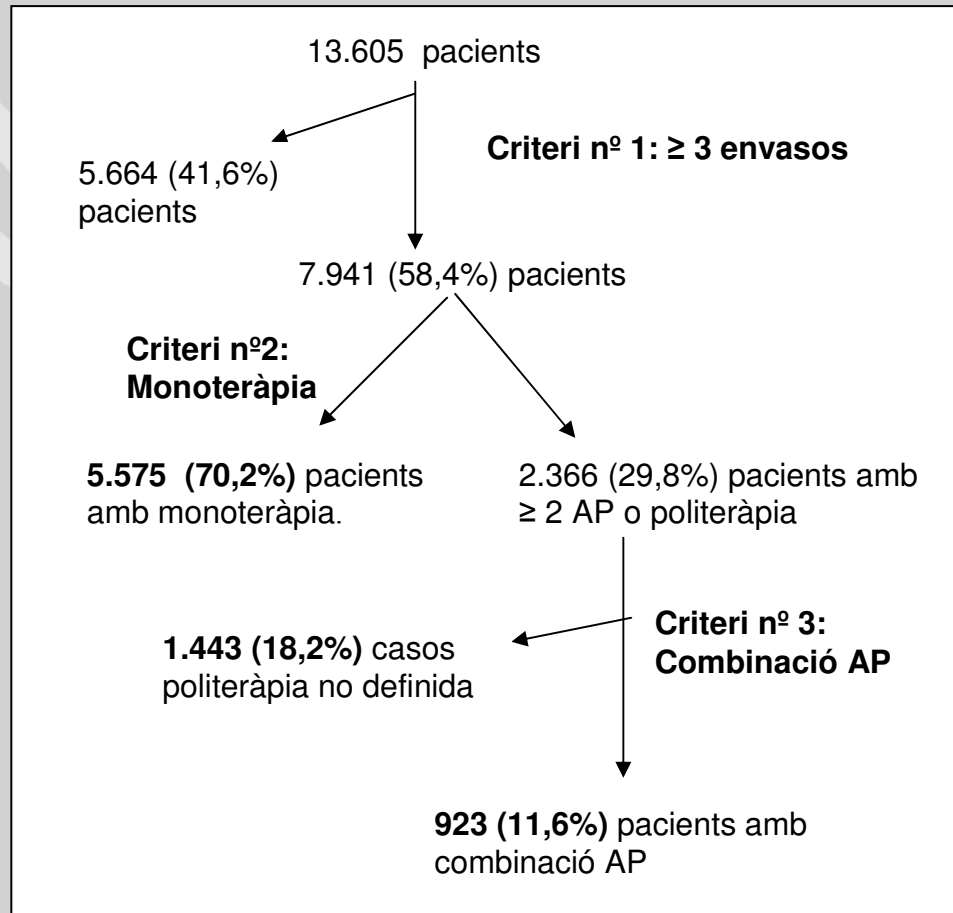 13.605 pacients
Criteri nº 1: ≥ 3 envasos
5.664 (41,6%)
pacients
7.941 (58,4%) pacients
Criteri nº2:
Monoteràpia
5.575 (70,2%) pacients
amb monoteràpia.
2.366 (29,8%) pacients amb
≥ 2 AP o politeràpia
Criteri nº 3:
Combinació AP
1.443 (18,2%) casos
politeràpia no definida
923 (11,6%) pacients amb
combinació AP